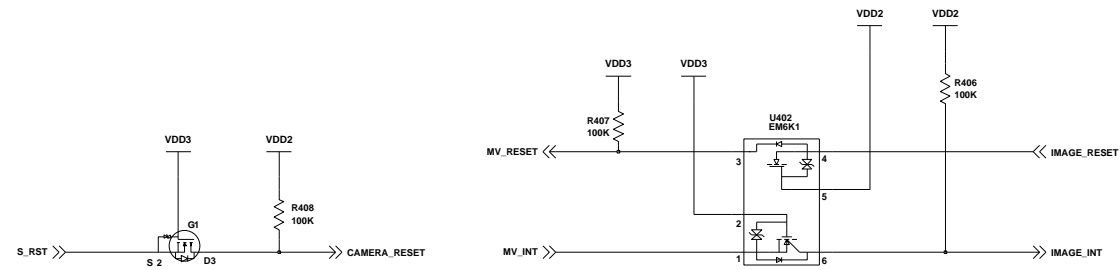 VDD2
VDD2
VDD3
VDD3
R406
100K
U402
EM6K1
R407
100K
MV_RESET
3
4
IMAGE_RESET
VDD3
VDD2
5
R408
100K
G1
2
S_RST
S 2
D3
CAMERA_RESET
MV_INT
1
6
IMAGE_INT